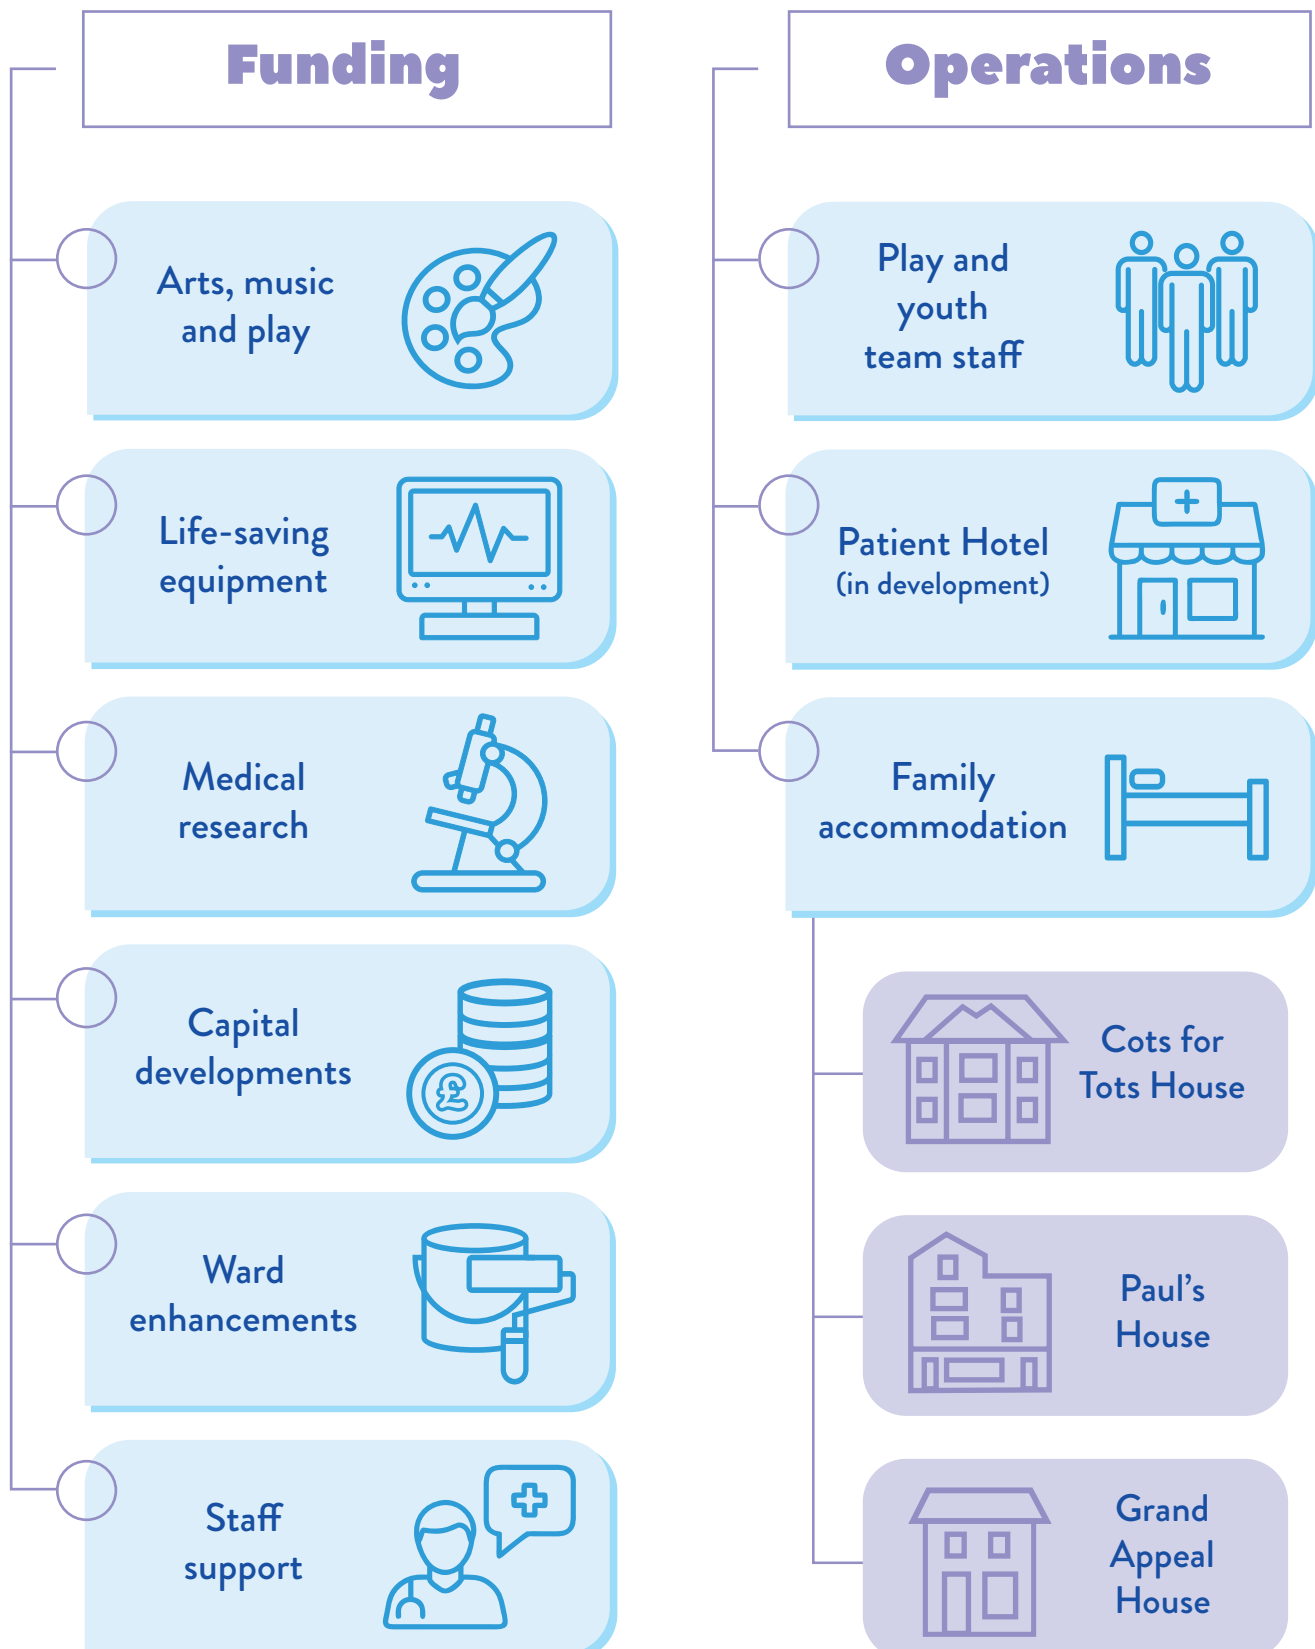 Funding
Arts, music
and play
Life-saving
equipment
Medical
research
Capital
developments
£
Ward
enhancements
Staff
support
Operations
Play and
youth
team staff
Patient Hotel
(in development)
Family
accommodation
Cots for
Tots House
Paul’s
House
Grand
Appeal
House